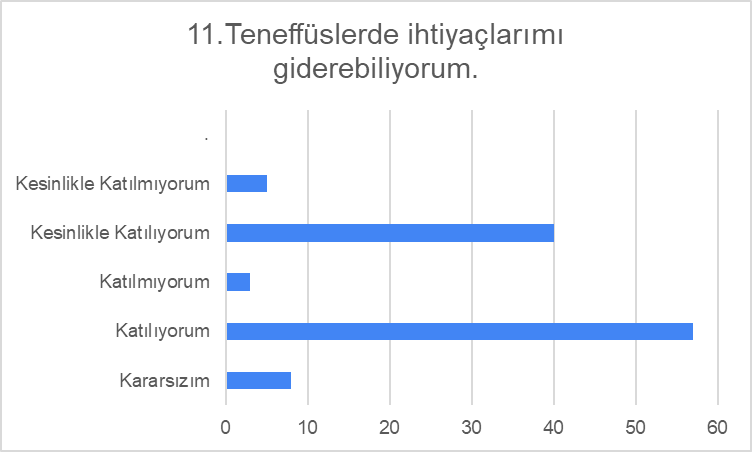 11.Teneffüslerde ihtiyaçlarımı
giderebiliyorum.
.
Kesinlikle Katılmıyorum
Kesinlikle Katılıyorum
Katılmıyorum
Katılıyorum
Kararsızım
0 10 20 30 40 50 60